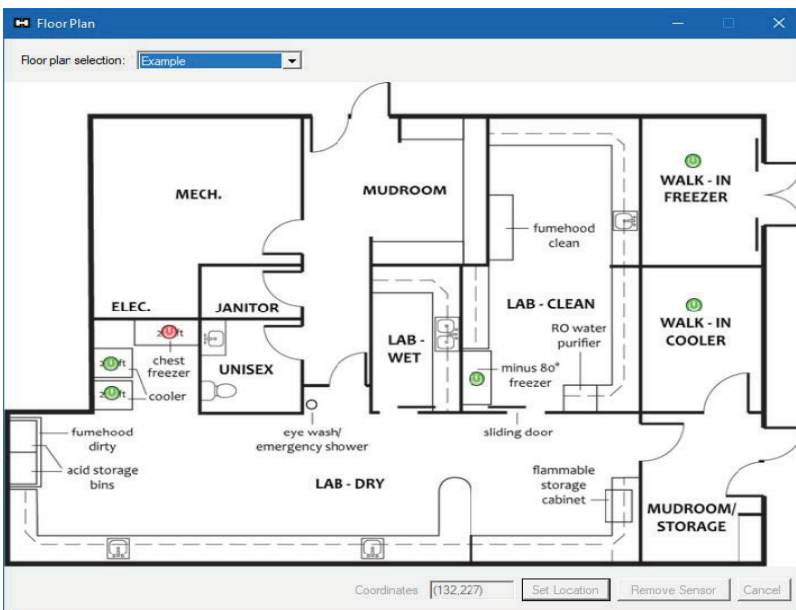 Floor Plan
Floor plan selection: Example
MECH.
MUDROOM
WALK - IN
FREEZER
fumehood
clean
ELEC.
JANITOR
LAB - CLEAN
WALK - IN
COOLER
RO water
purifier
LAB -
WET
chest
freezer
UNISEX
minus 80°
freezer
cooler
fumehood
dirty
eye wash/
emergency shower
sliding door
acid storage
bins
LAB - DRY
flammable
storage
cabinet
MUDROOM/
STORAGE
Coordinates (132,227) Set Location Remove Sensor Cancel